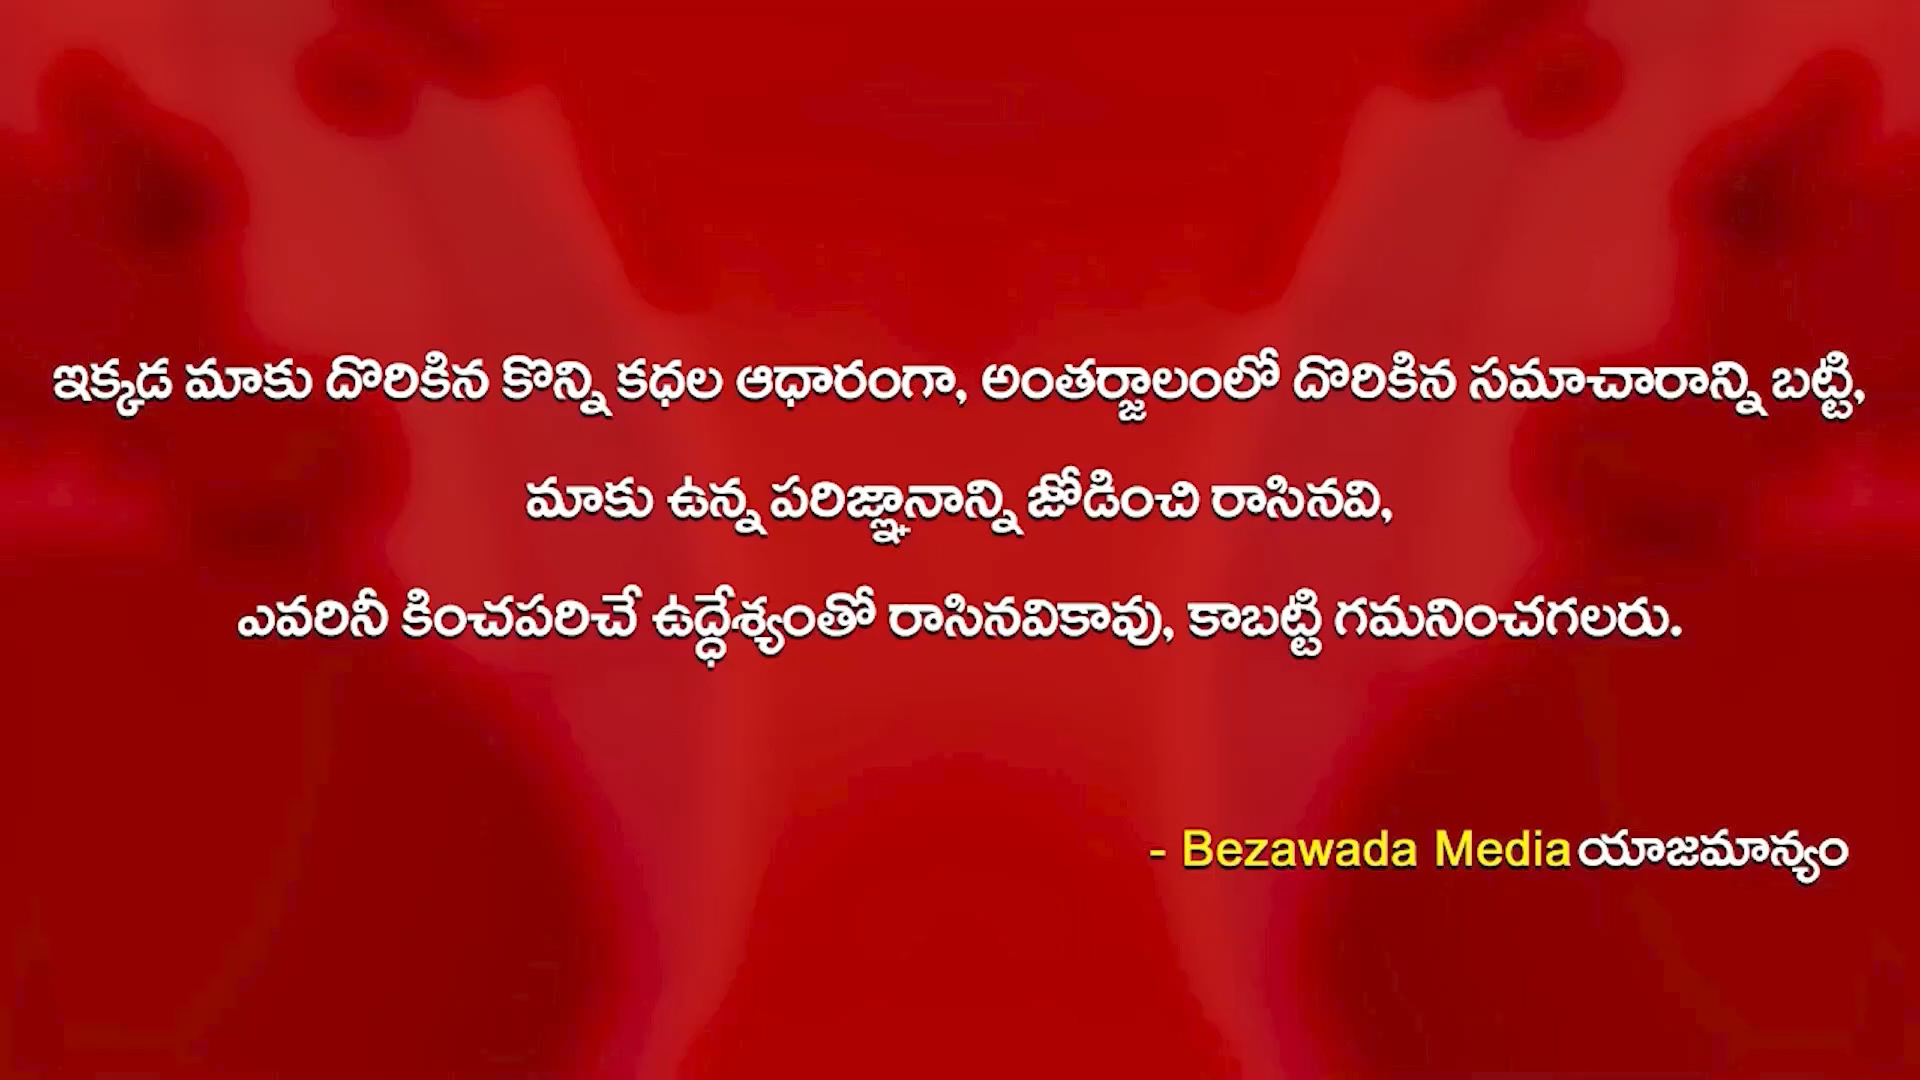 ఇక్కడ మాకు దొరికిన కొన్ని కధల ఆధారంగా, అంతర్జాలంలో దొరికిన సమాచారాన్ని బట్టి,
మాకు ఉన్న పరిజ్ఞానాన్ని జోడించి రాసినవి,
ఎవరినీ కించపరిచే ఉద్ధేశ్యంతో రాసినవికావు, కాబట్టి గమనించగలరు.
- Bezawada Media యాజమాన్యం